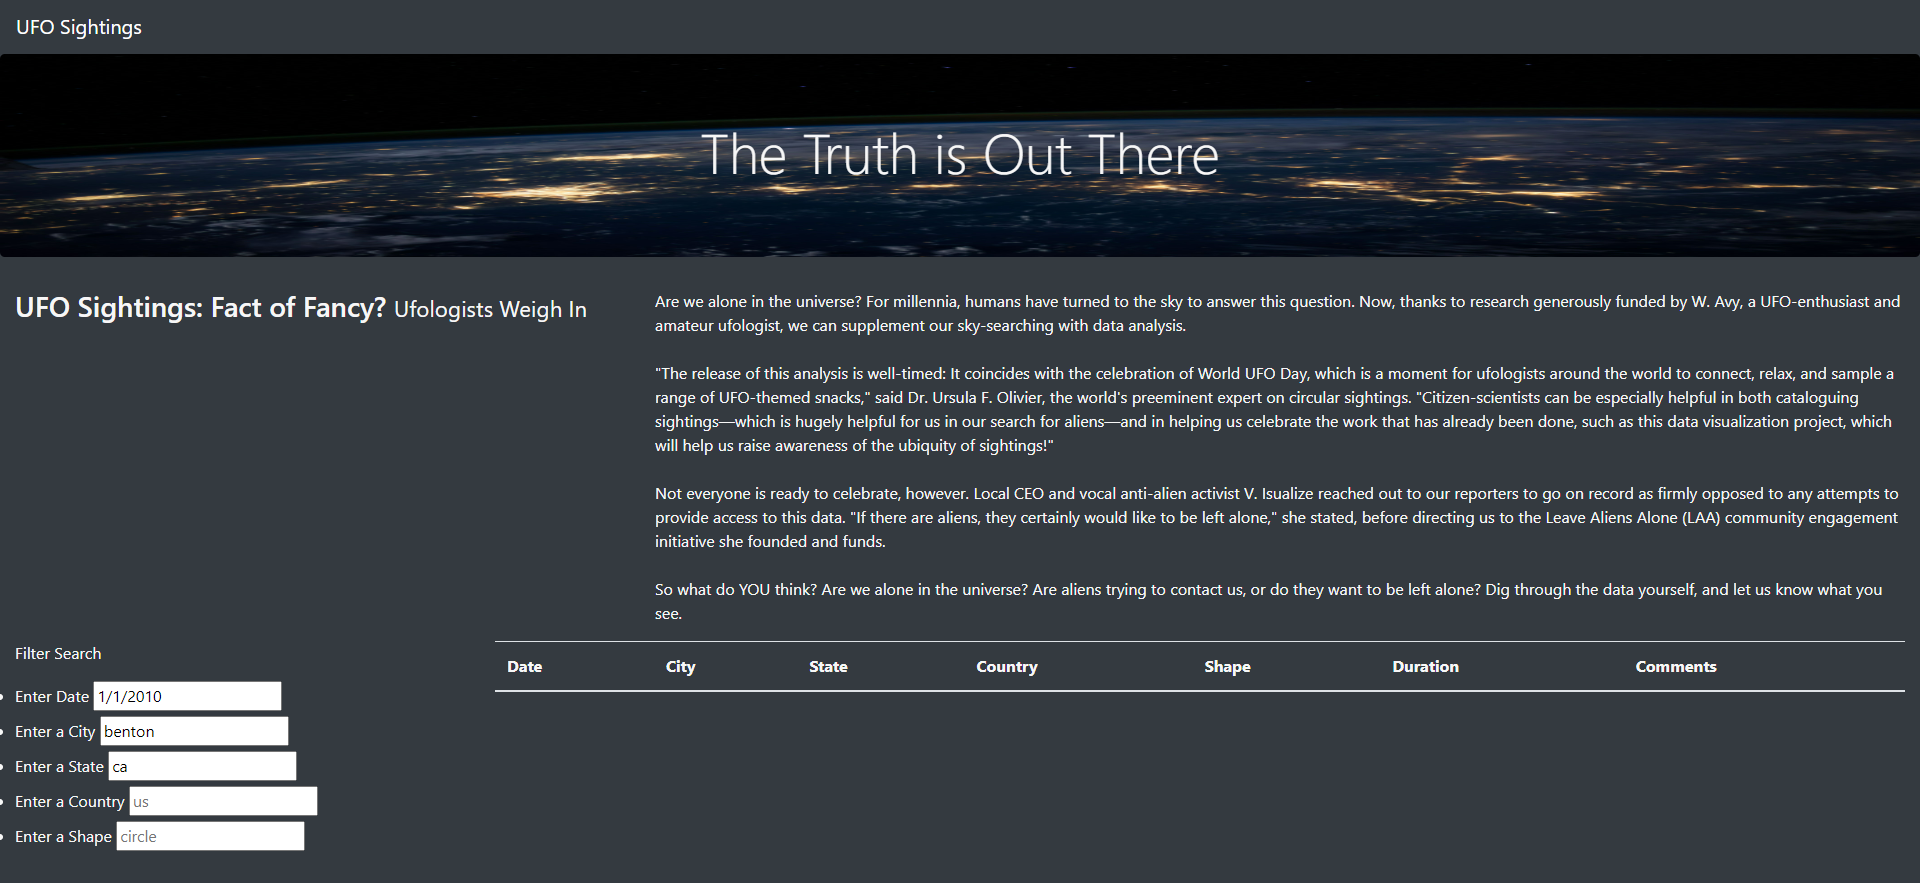 UFO Sightings
The Truth is Out There
UFO Sightings: Fact of Fancy? Ufologists Weigh In
Are we alone in the universe? For millennia, humans have turned to the sky to answer this question. Now, thanks to research generously funded by W. Avy, a UFO-enthusiast and
amateur ufologist, we can supplement our sky-searching with data analysis.
"The release of this analysis is well-timed: It coincides with the celebration of World UFO Day, which is a moment for ufologists around the world to connect, relax, and sample a
range of UFO-themed snacks," said Dr. Ursula F. Olivier, the world's preeminent expert on circular sightings. "Citizen-scientists can be especially helpful in both cataloguing
sightings—which is hugely helpful for us in our search for aliens—and in helping us celebrate the work that has already been done, such as this data visualization project, which
will help us raise awareness of the ubiquity of sightings!"
Not everyone is ready to celebrate, however. Local CEO and vocal anti-alien activist V. Isualize reached out to our reporters to go on record as firmly opposed to any attempts to
provide access to this data. "If there are aliens, they certainly would like to be left alone," she stated, before directing us to the Leave Aliens Alone (LAA) community engagement
initiative she founded and funds.
So what do YOU think? Are we alone in the universe? Are aliens trying to contact us, or do they want to be left alone? Dig through the data yourself, and let us know what you
see.
Filter Search
Enter Date 1/1/2010
Enter a City benton
Enter a State ca
Enter a Country us
Enter a Shape circle
Date City State Country Shape Duration Comments